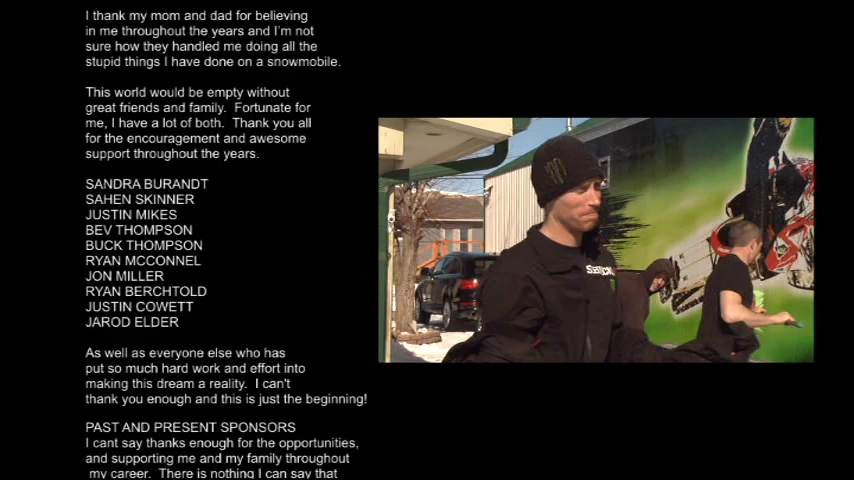 I thank my mom and dad for believing
in me throughout the years and I'm not
sure how they handled me doing all the
stupid things I have done on a snowmobile.
This world would be empty without
great friends and family. Fortunate for
me, I have a lot of both. Thank you all
for the encouragement and awesome
support throughout the years.
SANDRA BURANDT
SAHEN SKINNER
JUSTIN MIKES
BEV THOMPSON
BUCK THOMPSON
RYAN MCCONNEL
JON MILLER
RYAN BERCHTOLD
JUSTIN COWETT
JAROD ELDER
As well as everyone else who has
put so much hard work and effort into
making this dream a reality. I can't
thank you enough and this is just the beginning!
PAST AND PRESENT SPONSORS
I cant say thanks enough for the opportunities,
and supporting me and my family throughout
my career. There is nothing I can say that